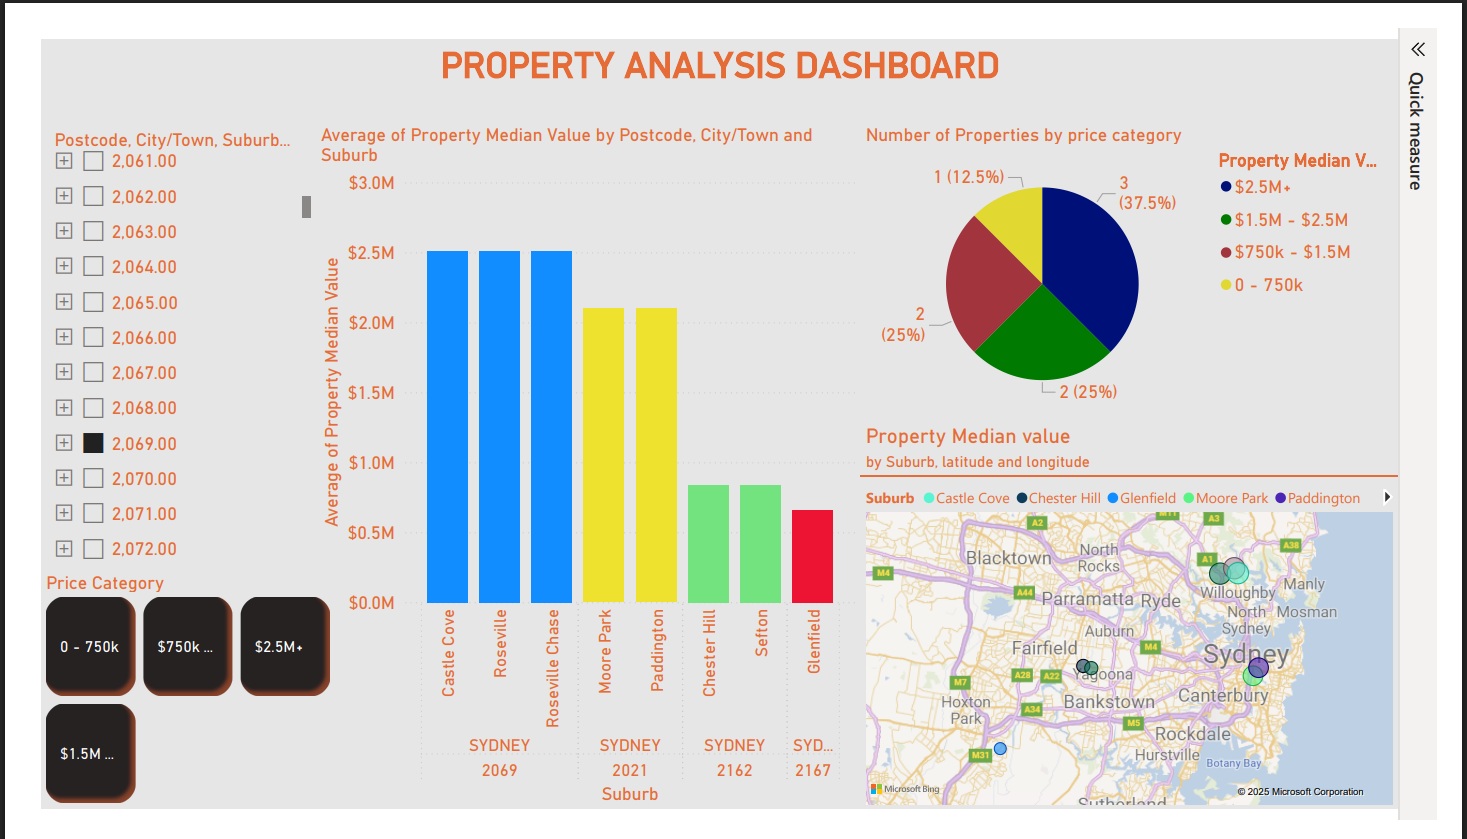 PROPERTY ANALYSIS DASHBOARD
Quick measure
Postcode, City/Town, Suburb...
2,061.00
2,062.00
2,063.00
2,064.00
2,065.00
2,066.00
2,067.00
2,068.00
2,069.00
2,070.00
2,071.00
2,072.00
Price Category
0 - 750k
$750k ...
$2.5M+
$1.5M ...
Average of Property Median Value by Postcode, City/Town and
Suburb
Average of Property Median Value
$3.0M
$2.5M
$2.0M
$1.5M
$1.0M
$0.5M
$0.0M
Castle Cove
Roseville
Roseville Chase
Moore Park
Paddington
Chester Hill
Sefton
Glenfield
SYDNEY
SYDNEY
SYDNEY
SYD...
2069
2021
2162
2167
Suburb
Number of Properties by price category
1 (12.5%)
3
(37.5%)
2
(25%)
2 (25%)
Property Median V...
$2.5M+
$1.5M - $2.5M
$750k - $1.5M
0 - 750k
Property Median value
by Suburb, latitude and longitude
Suburb
Castle Cove
Chester Hill
Glenfield
Moore Park
Paddington
M11
A3
A2
A38
Blacktown
North
Rocks
A1
M4
Willoughby
Manly
A44
Parramatta
Ryde
North
Sydney
Mosman
Auburn
Fairfield
M4
Sydney
A28
A22
Yagoona
M7
Hoxton
Park
Bankstown
Canterbury
A34
M5
Rockdale
M31
Hurstville
Botany Bay
Sutherland
Microsoft Bing
© 2025 Microsoft Corporation